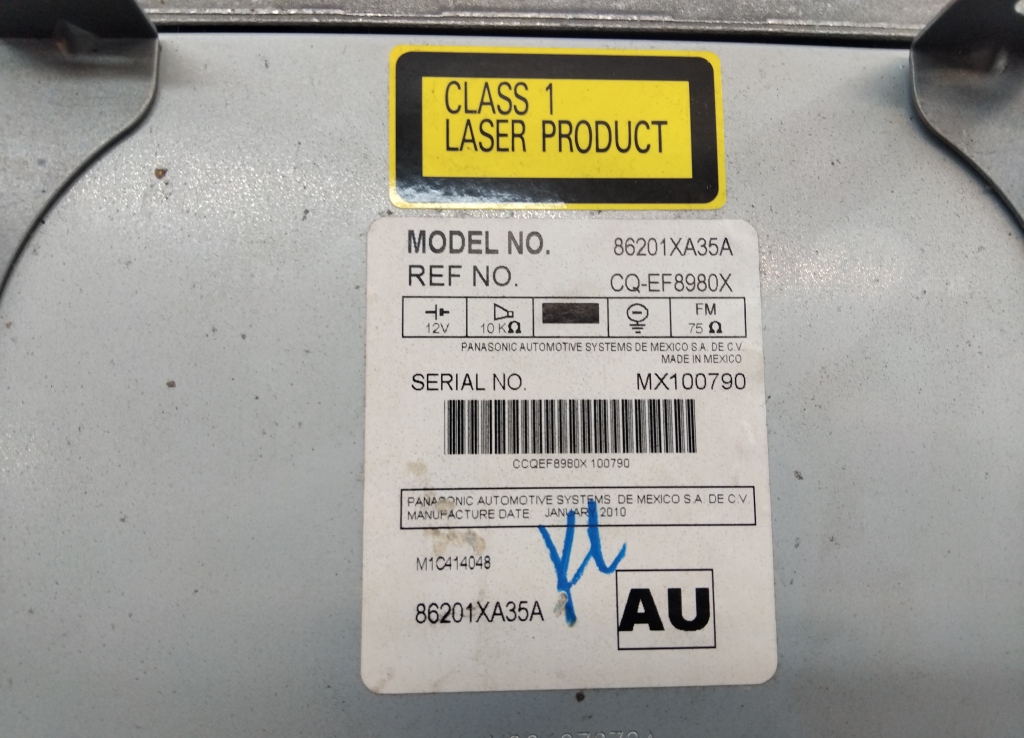 CLASS 1
LASER PRODUCT
MODEL NO. 86201XA35A
REF NO. CQ-EF8980X
12V 10 KΩ FM 75 Ω
PANASONIC AUTOMOTIVE SYSTEMS DE MEXICO S.A. DE C.V.
MADE IN MEXICO
SERIAL NO. MX100790
CCQEF8980X 100790
PANASONIC AUTOMOTIVE SYSTEMS DE MEXICO S.A. DE C.V
MANUFACTURE DATE JANUARY 2010
M1C414048
86201XA35A
AU